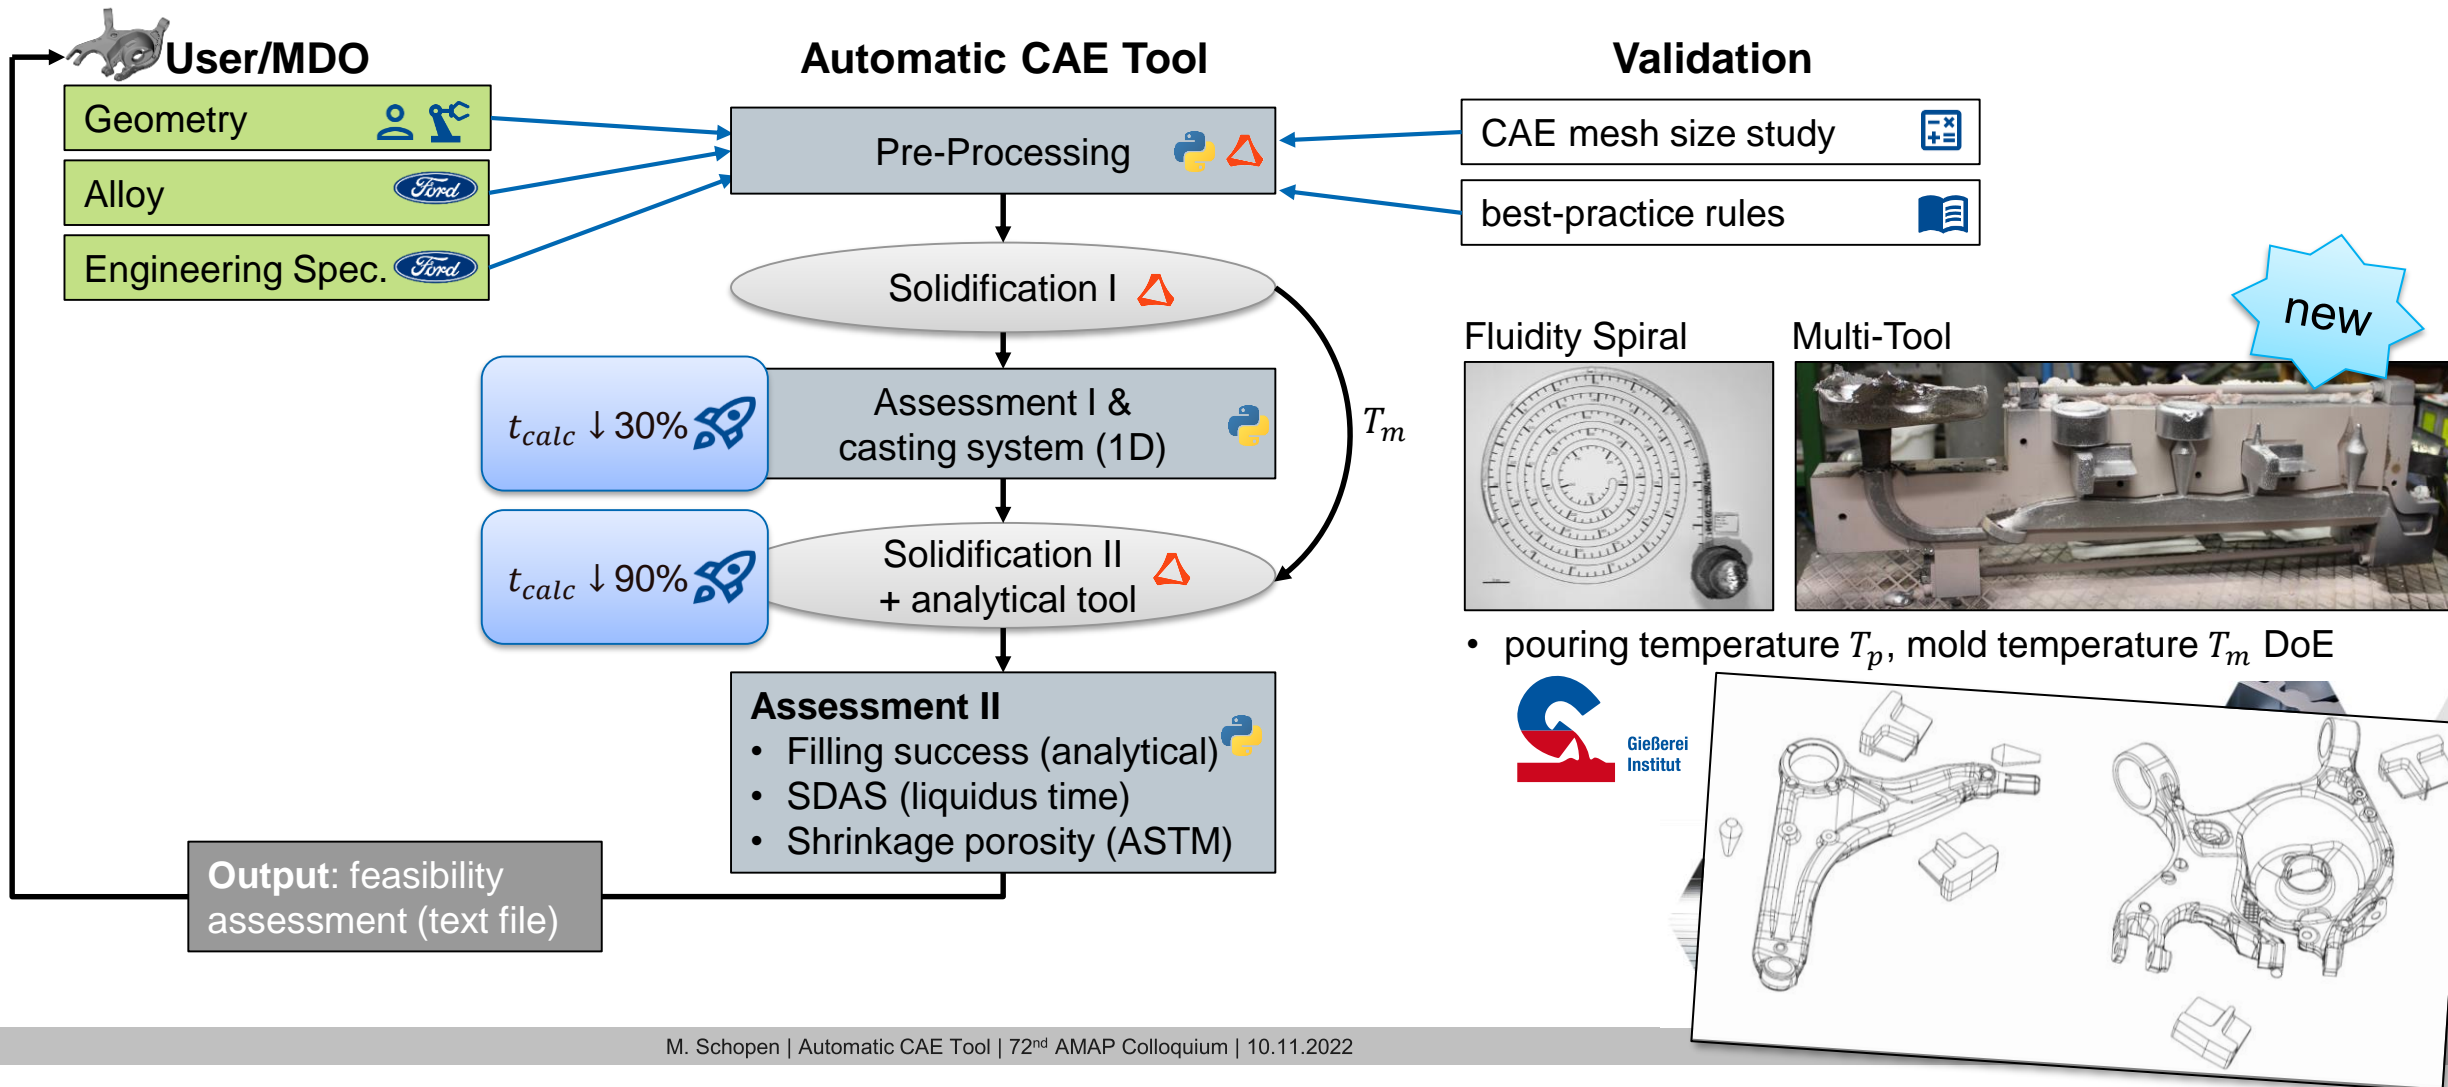 User/MDO
Geometry
Alloy
Ford
Engineering Spec.
Ford
Automatic CAE Tool
Pre-Processing
Solidification I
Assessment I &
casting system (1D)
t_calc ↓ 30%
T_m
Solidification II
+ analytical tool
t_calc ↓ 90%
Assessment II
• Filling success (analytical)
• SDAS (liquidus time)
• Shrinkage porosity (ASTM)
Output: feasibility
assessment (text file)
Validation
CAE mesh size study
best-practice rules
new
Fluidity Spiral
Multi-Tool
• pouring temperature T_p, mold temperature T_m DoE
Gießerei
Institut
M. Schopen | Automatic CAE Tool | 72nd AMAP Colloquium | 10.11.2022